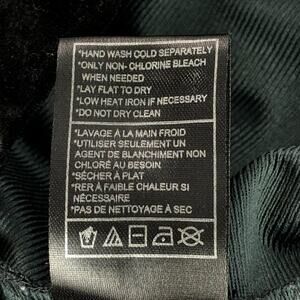 *HAND WASH COLD SEPARATELY
*ONLY NON- CHLORINE BLEACH
WHEN NEEDED
*LAY FLAT TO DRY
*LOW HEAT IRON IF NECESSARY
*DO NOT DRY CLEAN
*LAVAGE À LA MAIN FROID
*UTILISER SEULEMENT UN
AGENT DE BLANCHIMENT NON
CHLORÉ AU BESOIN
*SÉCHER À PLAT
*RER À FAIBLE CHALEUR SI
NÉCESSAIRE
*PAS DE NETTOYAGE À SEC